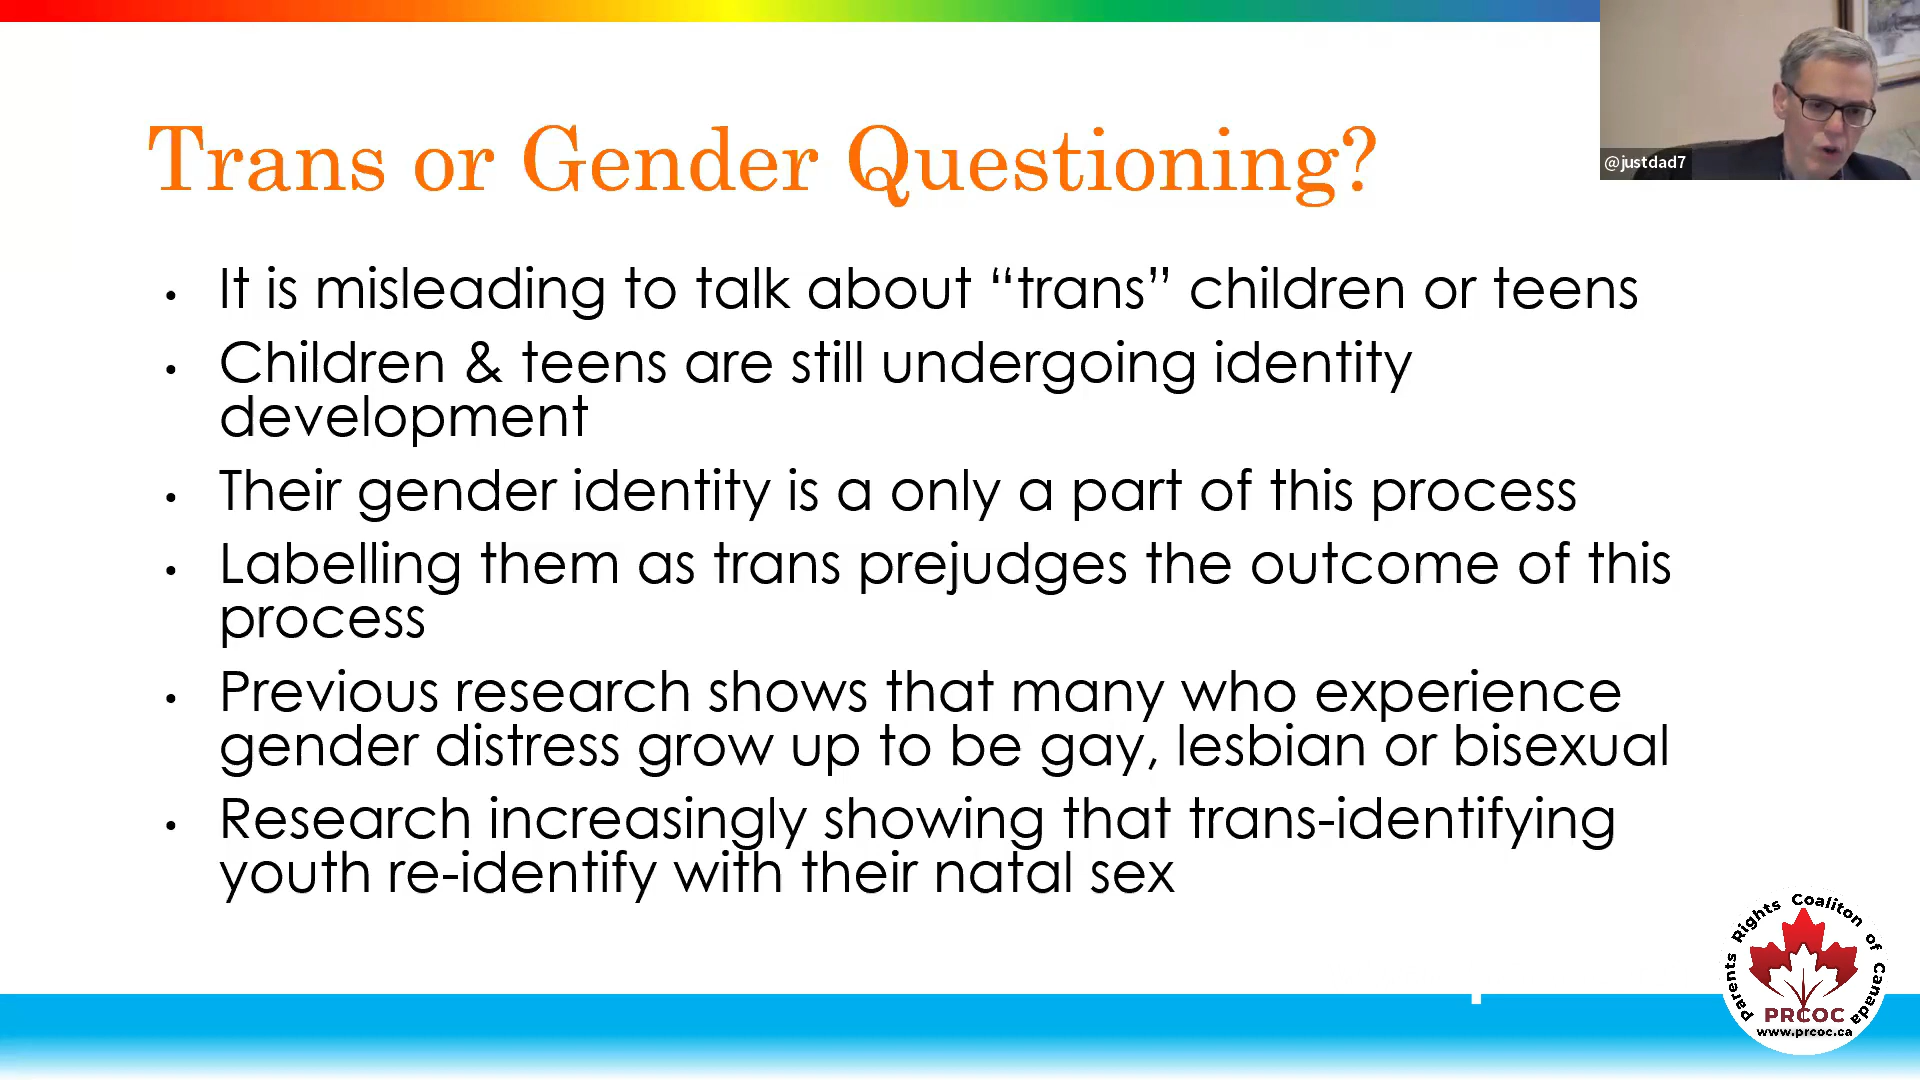 Trans or Gender Questioning?
@justdad7
• It is misleading to talk about “trans” children or teens
• Children & teens are still undergoing identity
development
• Their gender identity is a only a part of this process
• Labelling them as trans prejudges the outcome of this
process
• Previous research shows that many who experience
gender distress grow up to be gay, lesbian or bisexual
• Research increasingly showing that trans-identifying
youth re-identify with their natal sex
Parents Rights Coaliton of Canada
PRCOC
www.prcoc.ca